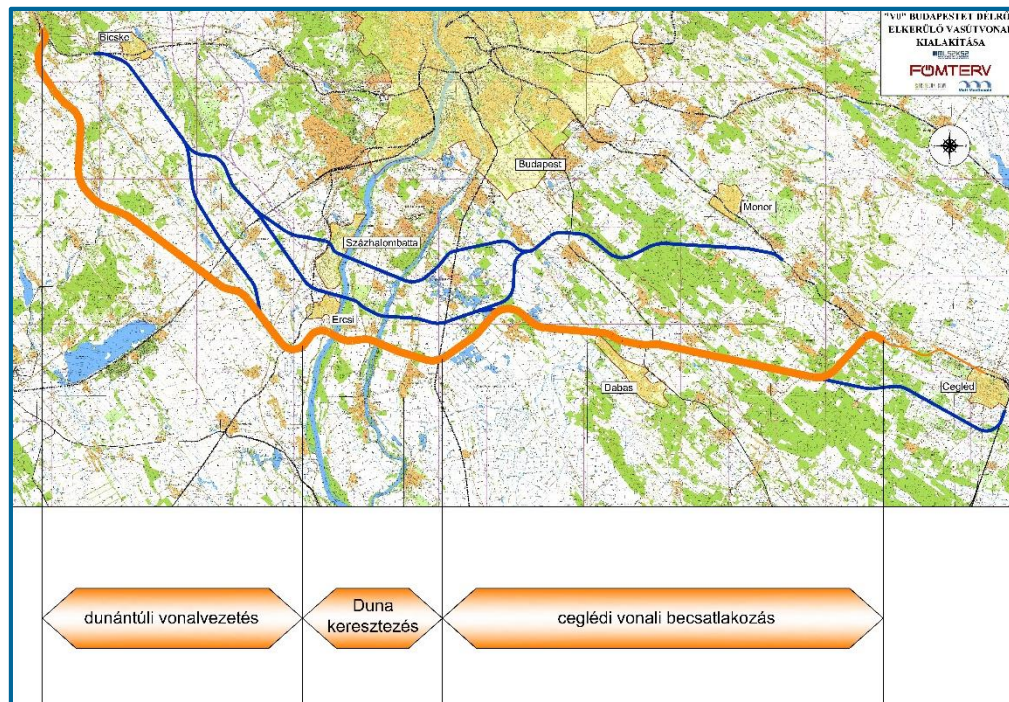 "V0" BUDAPESTET DÉLRŐL
ELKERÜLŐ VASÚTVONAL
KIALAKÍTÁSA
FŐMTERV
Bicske
Budapest
Monor
Százhalombatta
Ercsi
Dabas
Cegléd
dunántúli vonalvezetés
Duna
keresztezés
ceglédi vonali becsatlakozás